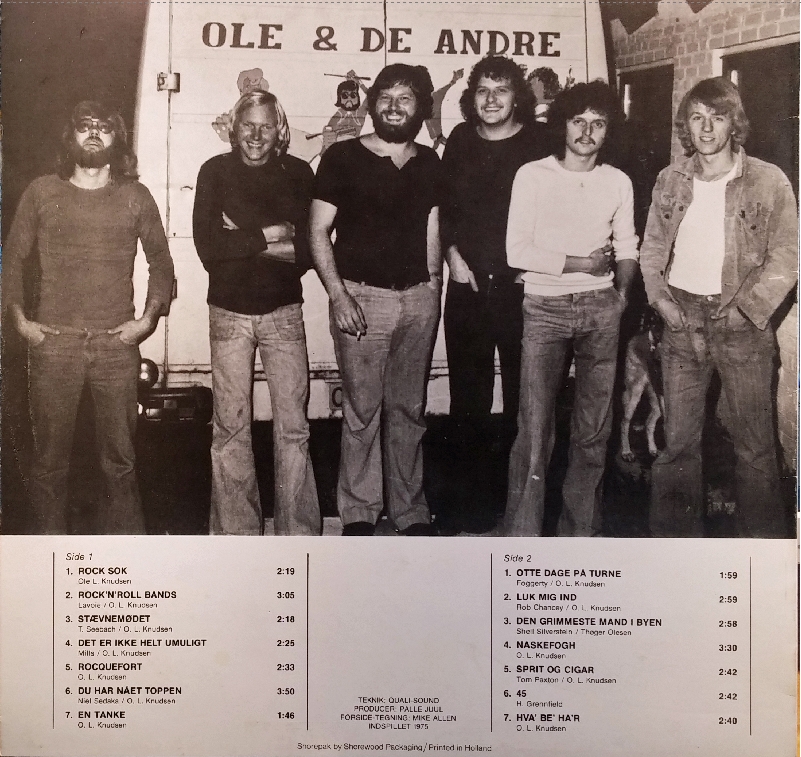 OLE & DE ANDRE
Side 1
1. ROCK SOK 2:19
Ole L. Knudsen
2. ROCK'N'ROLL BANDS 3:05
Lavoie / O. L. Knudsen
3. STÆVNEMØDET 2:18
T. Seebach / O. L. Knudsen
4. DET ER IKKE HELT UMULIGT 2:25
Mills / O. L. Knudsen
5. ROCQUEFORT 2:33
O. L. Knudsen
6. DU HAR NÅET TOPPEN 3:50
Niel Sedaka / O. L. Knudsen
7. EN TANKE 1:46
O. L. Knudsen
TEKNIK: QUALI-SOUND
PRODUCER: PALLE JUUL
FORSIDE-TEGNING: MIKE ALLEN
INDSPILLET 1975
Side 2
1. OTTE DAGE PÅ TURNE 1:59
Foggerty / O. L. Knudsen
2. LUK MIG IND 2:59
Rob Chancey / O. L. Knudsen
3. DEN GRIMMESTE MAND I BYEN 2:58
Shell Silverstein / Thøger Olesen
4. NASKEFOGH 3:30
O. L. Knudsen
5. SPRIT OG CIGAR 2:42
Tom Paxton / O. L. Knudsen
6. 45 2:42
H. Grennfield
7. HVA' BE' HA'R 2:40
O. L. Knudsen
Shorepak by Shorewood Packaging / Printed in Holland